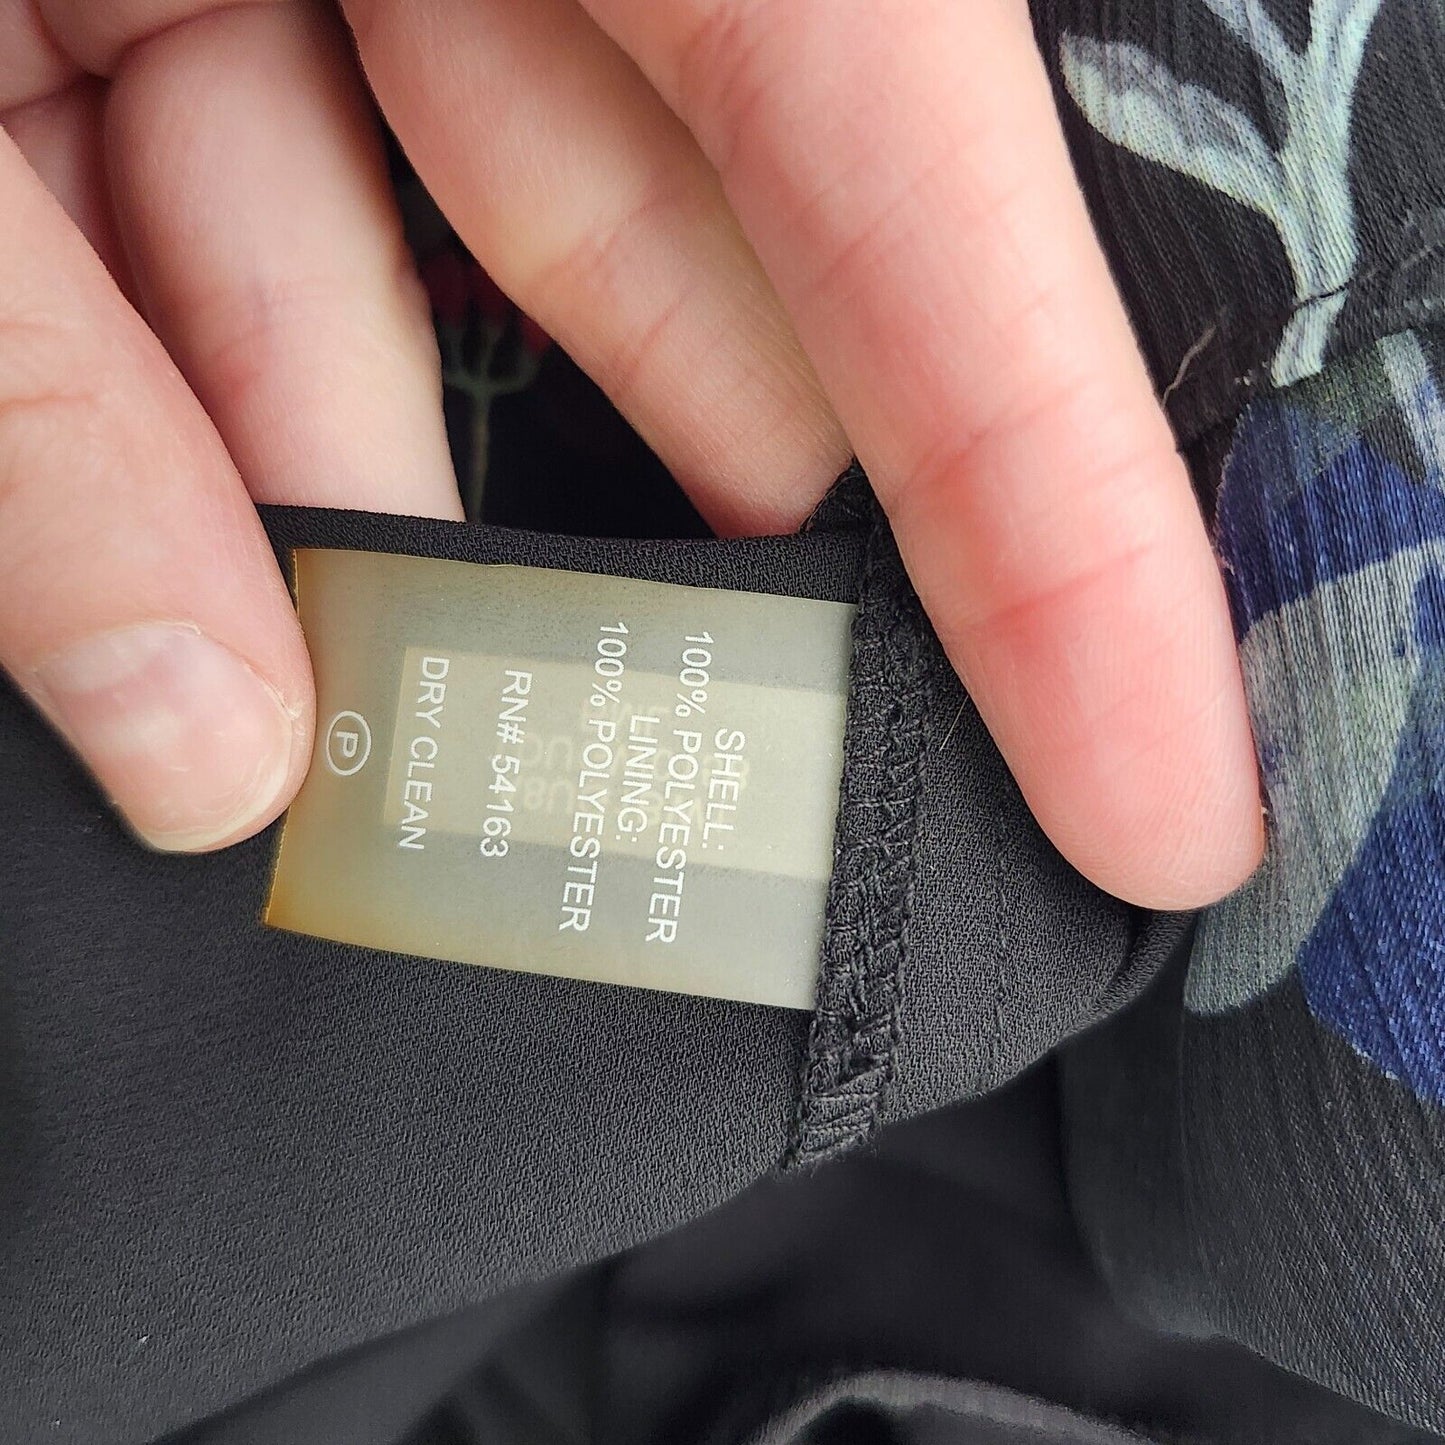 SHELL:
100% POLYESTER
LINING:
100% POLYESTER
RN# 54163
DRY CLEAN
P